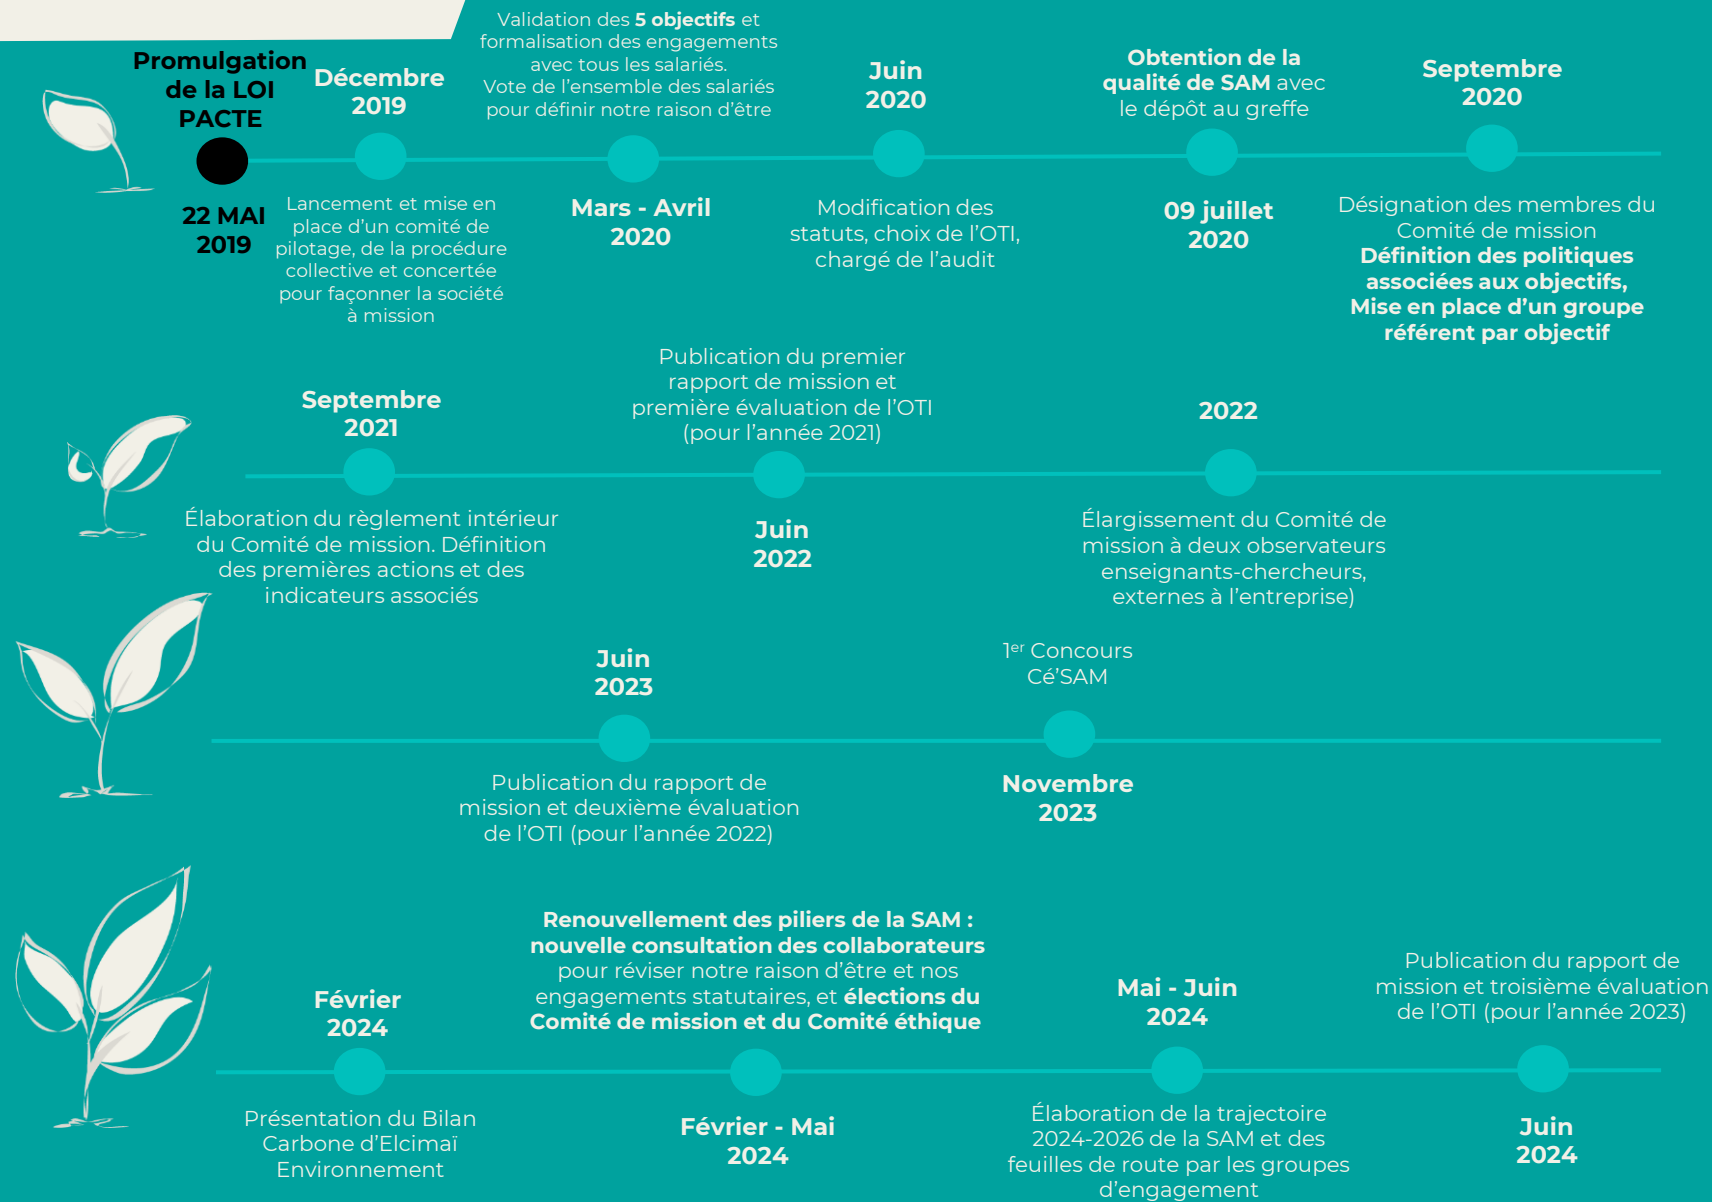 Promulgation
de la LOI
PACTE
22 MAI
2019
Décembre
2019
Lancement et mise en
place d’un comité de
pilotage, de la procédure
collective et concertée
pour façonner la société
à mission
Validation des 5 objectifs et
formalisation des engagements
avec tous les salariés.
Vote de l’ensemble des salariés
pour définir notre raison d’être
Mars - Avril
2020
Juin
2020
Modification des
statuts, choix de l’OTI,
chargé de l’audit
Obtention de la
qualité de SAM avec
le dépôt au greffe
09 juillet
2020
Septembre
2020
Désignation des membres du
Comité de mission
Définition des politiques
associées aux objectifs,
Mise en place d’un groupe
référent par objectif
Septembre
2021
Élaboration du règlement intérieur
du Comité de mission. Définition
des premières actions et des
indicateurs associés
Publication du premier
rapport de mission et
première évaluation de l’OTI
(pour l’année 2021)
Juin
2022
2022
Élargissement du Comité de
mission à deux observateurs
enseignants-chercheurs,
externes à l’entreprise)
Juin
2023
Publication du rapport de
mission et deuxième évaluation
de l’OTI (pour l’année 2022)
1er Concours
Cé’SAM
Novembre
2023
Février
2024
Présentation du Bilan
Carbone d’Elcimaï
Environnement
Renouvellement des piliers de la SAM :
nouvelle consultation des collaborateurs
pour réviser notre raison d’être et nos
engagements statutaires, et élections du
Comité de mission et du Comité éthique
Février - Mai
2024
Mai - Juin
2024
Élaboration de la trajectoire
2024-2026 de la SAM et des
feuilles de route par les groupes
d’engagement
Publication du rapport de
mission et troisième évaluation
de l’OTI (pour l’année 2023)
Juin
2024